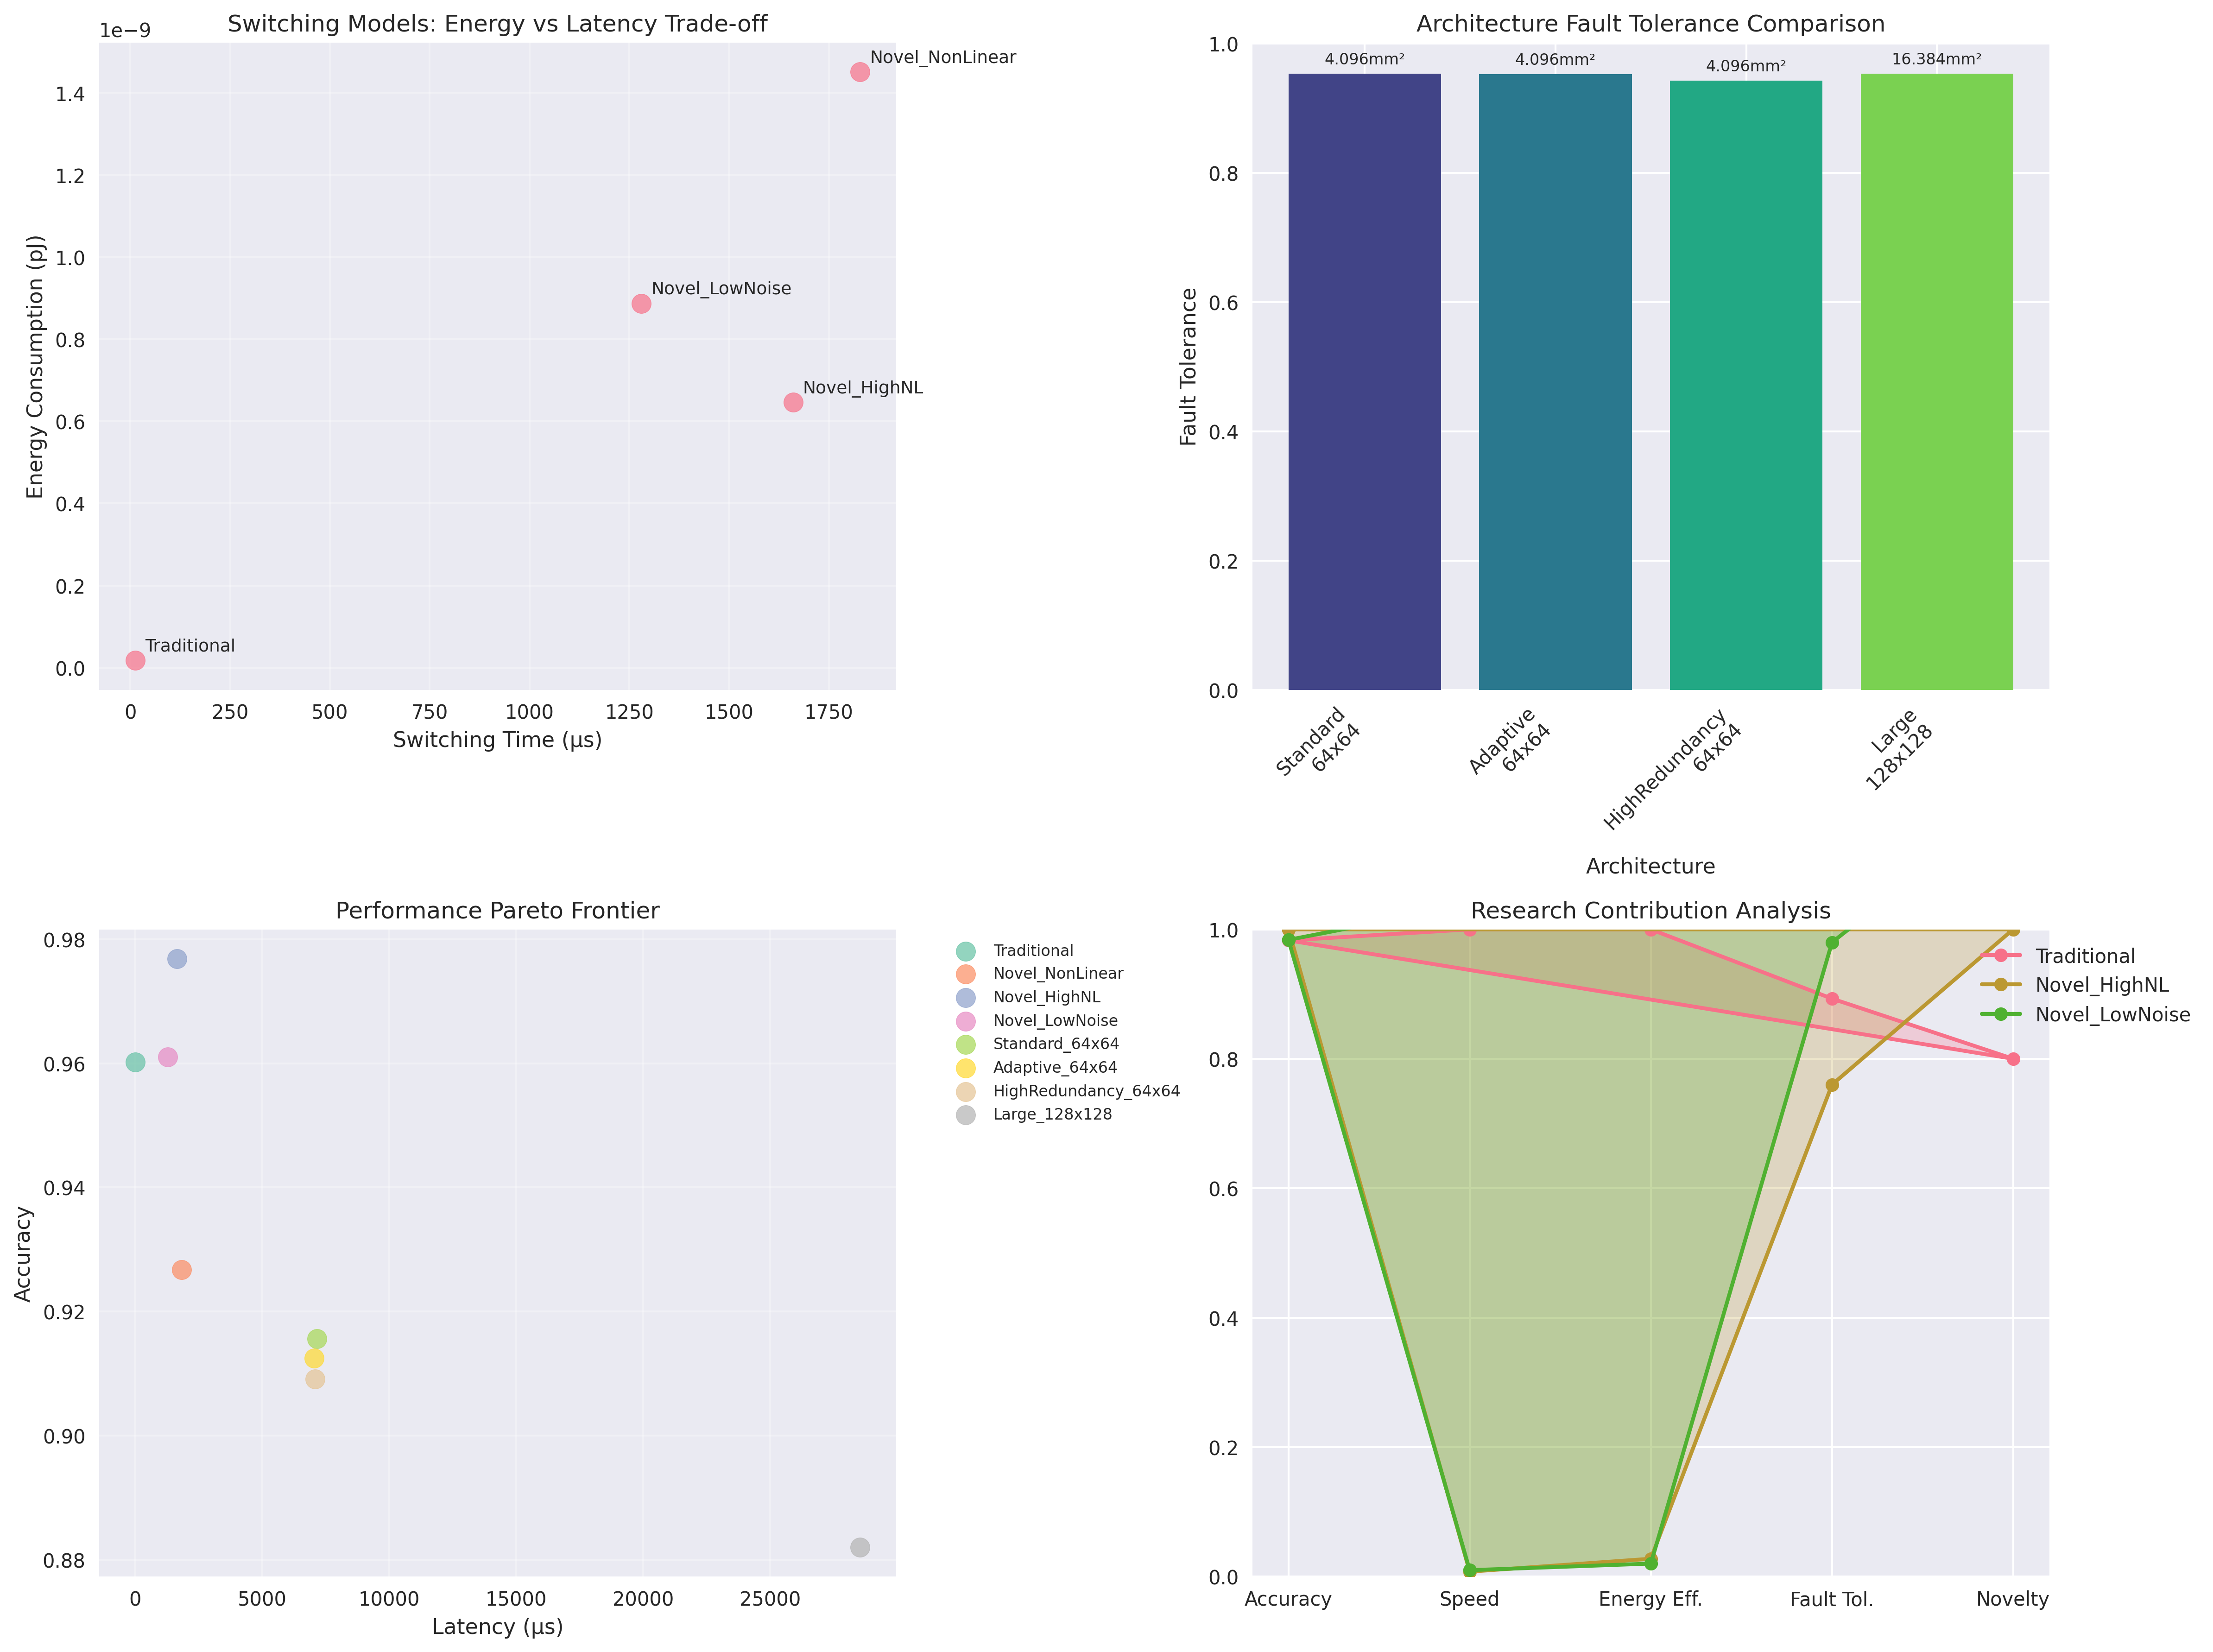 Switching Models: Energy vs Latency Trade-off
1e−9
1.4
1.2
1.0
0.8
0.6
0.4
0.2
0.0
Energy Consumption (pJ)
Novel_NonLinear
Novel_LowNoise
Novel_HighNL
Traditional
0 250 500 750 1000 1250 1500 1750
Switching Time (μs)
Architecture Fault Tolerance Comparison
1.0
0.8
0.6
0.4
0.2
0.0
Fault Tolerance
4.096mm² 4.096mm² 4.096mm² 16.384mm²
Standard
64x64
Adaptive
64x64
HighRedundancy
64x64
Large
128x128
Architecture
Performance Pareto Frontier
0.98
0.96
0.94
0.92
0.90
0.88
Accuracy
0 5000 10000 15000 20000 25000
Latency (μs)
Traditional
Novel_NonLinear
Novel_HighNL
Novel_LowNoise
Standard_64x64
Adaptive_64x64
HighRedundancy_64x64
Large_128x128
Research Contribution Analysis
1.0
0.8
0.6
0.4
0.2
0.0
Accuracy Speed Energy Eff. Fault Tol. Novelty
Traditional
Novel_HighNL
Novel_LowNoise